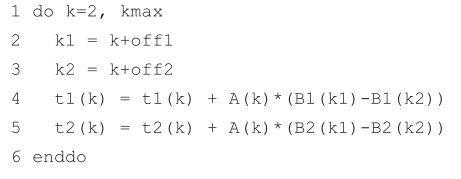 1 do k=2, kmax
2   k1 = k+off1
3   k2 = k+off2
4   t1(k) = t1(k) + A(k)*(B1(k1)-B1(k2))
5   t2(k) = t2(k) + A(k)*(B2(k1)-B2(k2))
6 enddo